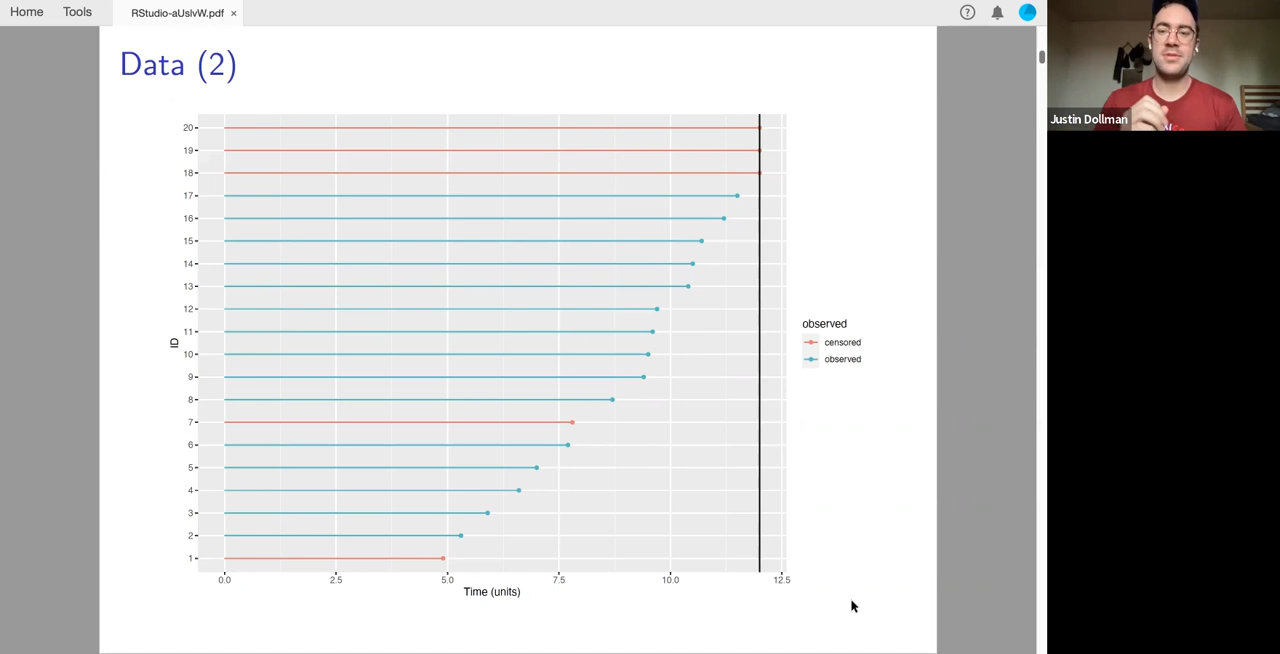 Home Tools RStudio-aUslvW.pdf ×
Data (2)
20
19
18
17
16
15
14
13
12
11
10
9
8
7
6
5
4
3
2
1
ID
0.0 2.5 5.0 7.5 10.0 12.5
Time (units)
observed
censored
observed
Justin Dollman